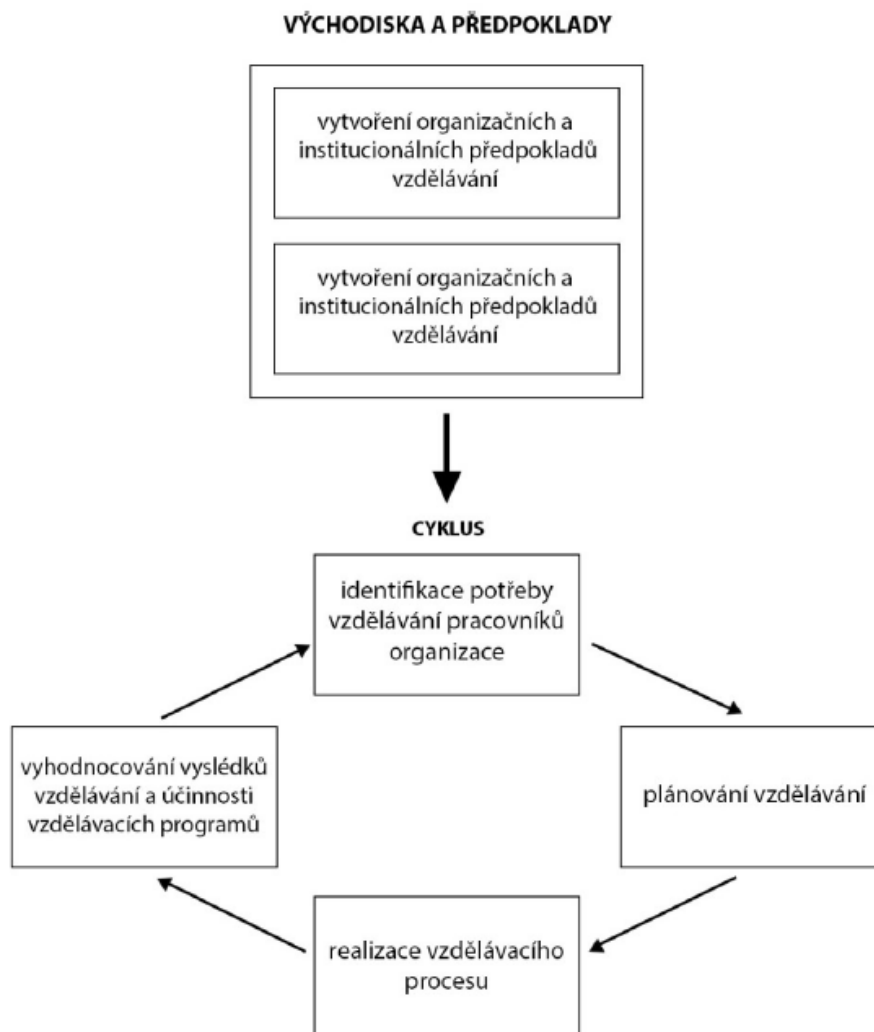 VÝCHODISKA A PŘEDPOKLADY
vytvoření organizačních a
institucionálních předpokladů
vzdělávání
vytvoření organizačních a
institucionálních předpokladů
vzdělávání
CYKLUS
identifikace potřeby
vzdělávání pracovníků
organizace
vyhodnocování vyslédků
vzdělávání a účinnosti
vzdělávacích programů
plánování vzdělávání
realizace vzdělávacího
procesu